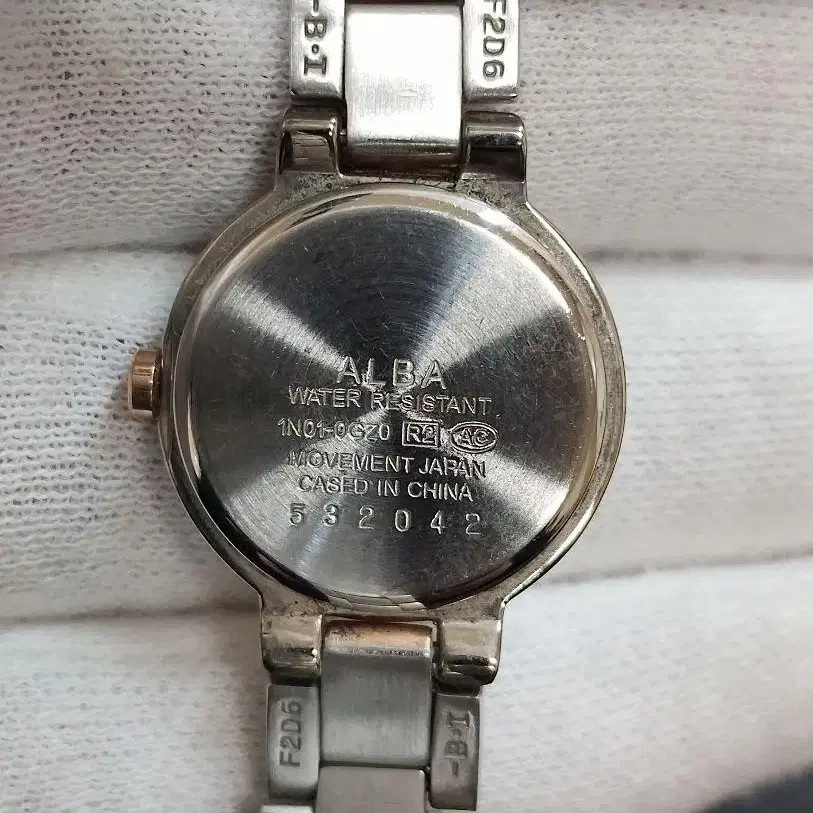 -B·I
F2D6
ALBA
WATER RESISTANT
1N01-0GZ0 R2 AC
MOVEMENT JAPAN
CASED IN CHINA
532042
F2D6
-B·I